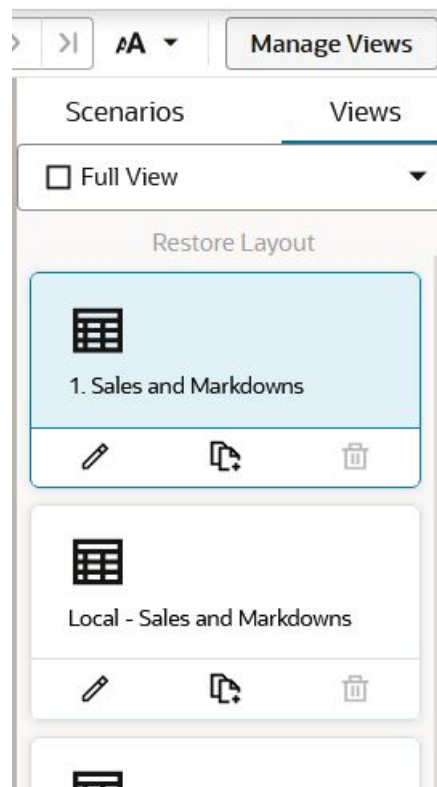 AA
Manage Views
Scenarios
Views
Full View
Restore Layout
1. Sales and Markdowns
Local - Sales and Markdowns